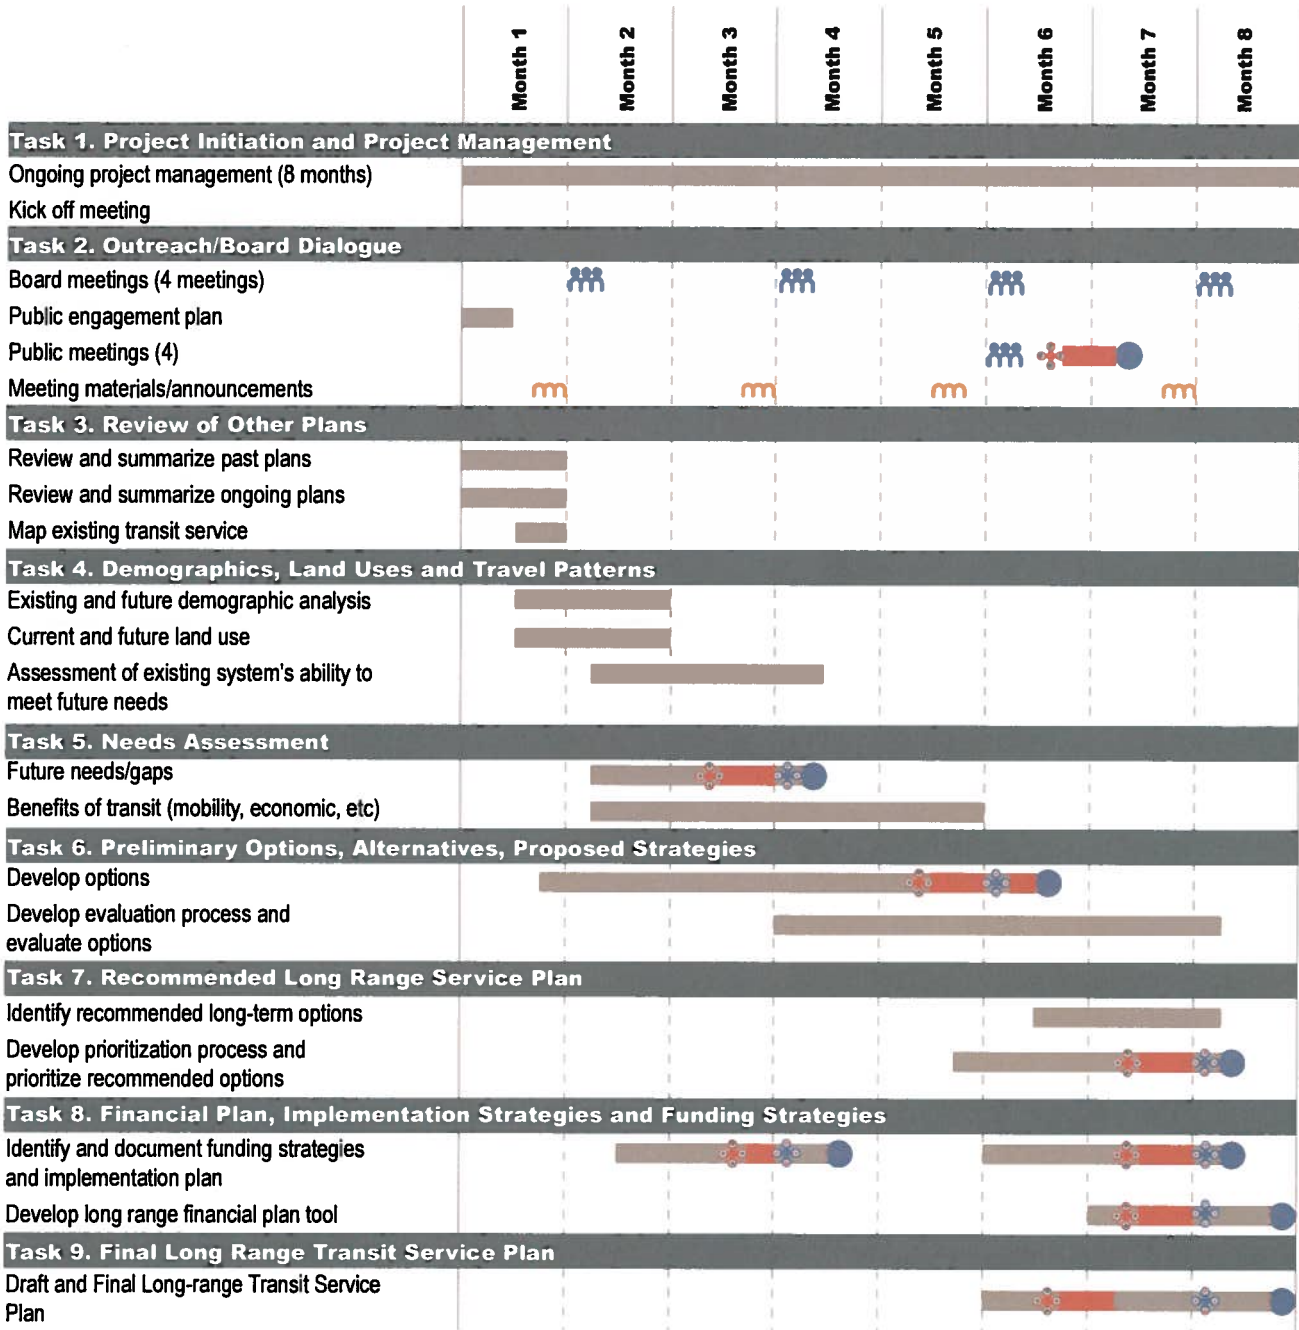 Month 1
Month 2
Month 3
Month 4
Month 5
Month 6
Month 7
Month 8
Task 1. Project Initiation and Project Management
Ongoing project management (8 months)
Kick off meeting
Task 2. Outreach/Board Dialogue
Board meetings (4 meetings)
Public engagement plan
Public meetings (4)
Meeting materials/announcements
Task 3. Review of Other Plans
Review and summarize past plans
Review and summarize ongoing plans
Map existing transit service
Task 4. Demographics, Land Uses and Travel Patterns
Existing and future demographic analysis
Current and future land use
Assessment of existing system's ability to
meet future needs
Task 5. Needs Assessment
Future needs/gaps
Benefits of transit (mobility, economic, etc)
Task 6. Preliminary Options, Alternatives, Proposed Strategies
Develop options
Develop evaluation process and
evaluate options
Task 7. Recommended Long Range Service Plan
Identify recommended long-term options
Develop prioritization process and
prioritize recommended options
Task 8. Financial Plan, Implementation Strategies and Funding Strategies
Identify and document funding strategies
and implementation plan
Develop long range financial plan tool
Task 9. Final Long Range Transit Service Plan
Draft and Final Long-range Transit Service
Plan